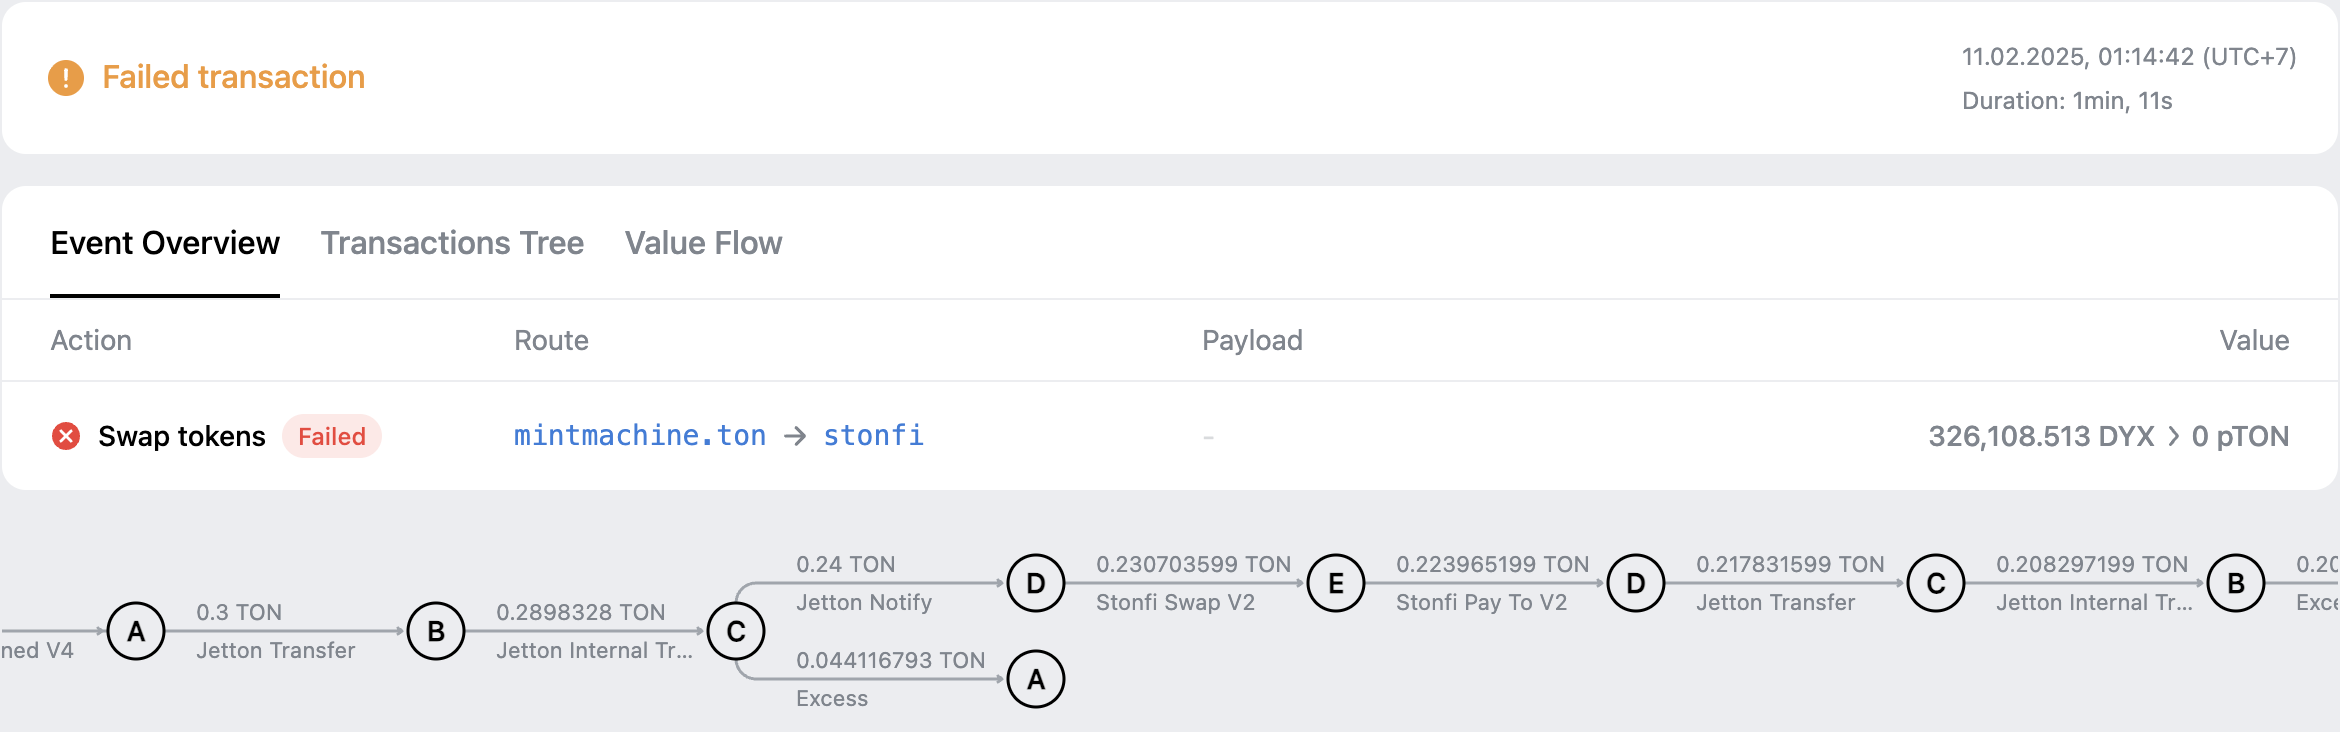 Failed transaction
11.02.2025, 01:14:42 (UTC+7)
Duration: 1min, 11s
Event Overview Transactions Tree Value Flow
Action Route Payload Value
Swap tokens Failed mintmachine.ton → stonfi - 326,108.513 DYX > 0 pTON
0.24 TON 0.230703599 TON 0.223965199 TON 0.217831599 TON 0.208297199 TON 0.20
D E D C B
Jetton Notify Stonfi Swap V2 Stonfi Pay To V2 Jetton Transfer Jetton Internal Tr... Exce
0.3 TON 0.2898328 TON
A B C
ned V4 Jetton Transfer Jetton Internal Tr...
0.044116793 TON
A
Excess